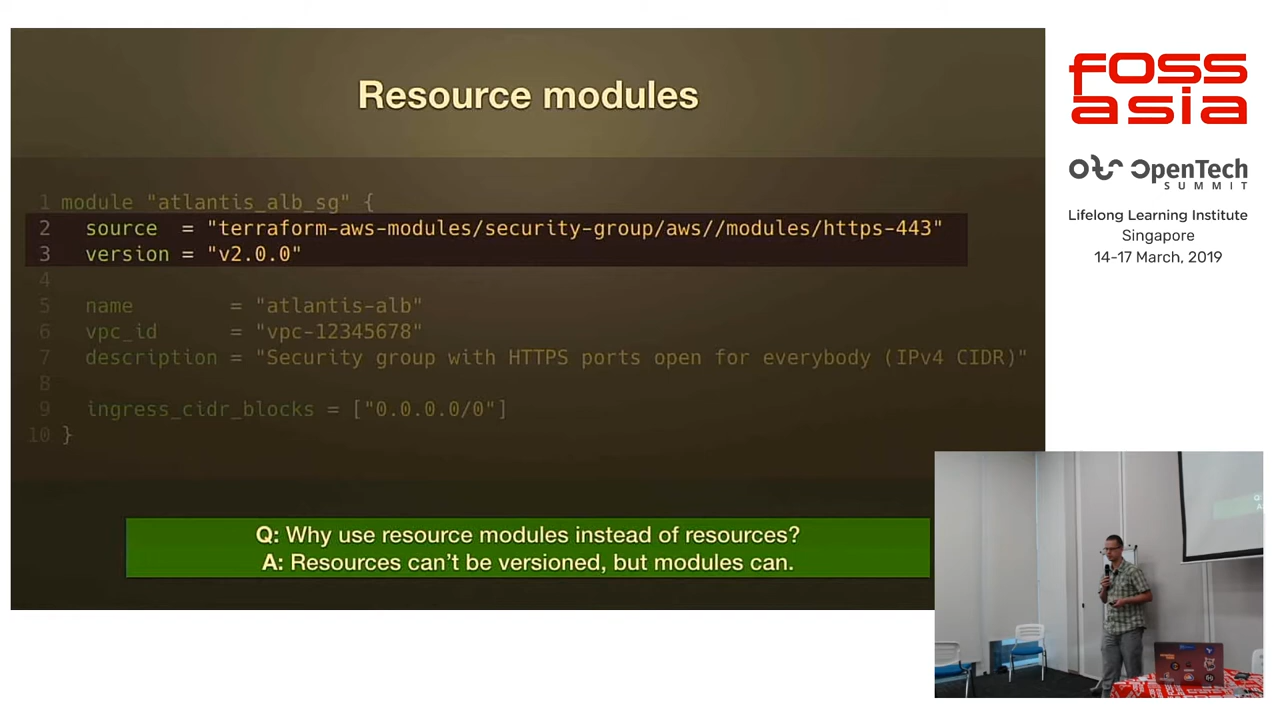 Resource modules
1 module "atlantis_alb_sg" {
2 source = "terraform-aws-modules/security-group/aws//modules/https-443"
3 version = "v2.0.0"
4
5 name = "atlantis-alb"
6 vpc_id = "vpc-12345678"
7 description = "Security group with HTTPS ports open for everybody (IPv4 CIDR)"
8
9 ingress_cidr_blocks = ["0.0.0.0/0"]
10 }
Q: Why use resource modules instead of resources?
A: Resources can't be versioned, but modules can.
FOSS
asia
OpenTech
SUMMIT
Lifelong Learning Institute
Singapore
14-17 March, 2019